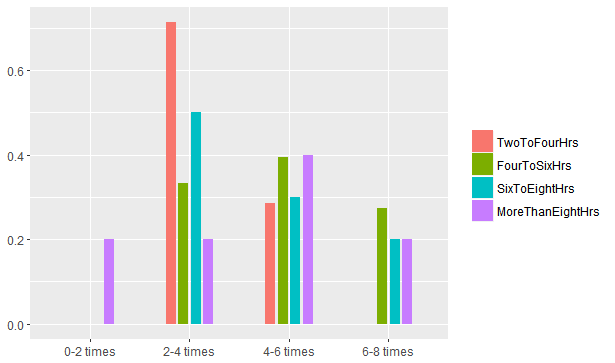 0.6
0.4
0.2
0.0
0-2 times
2-4 times
4-6 times
6-8 times
TwoToFourHrs
FourToSixHrs
SixToEightHrs
MoreThanEightHrs